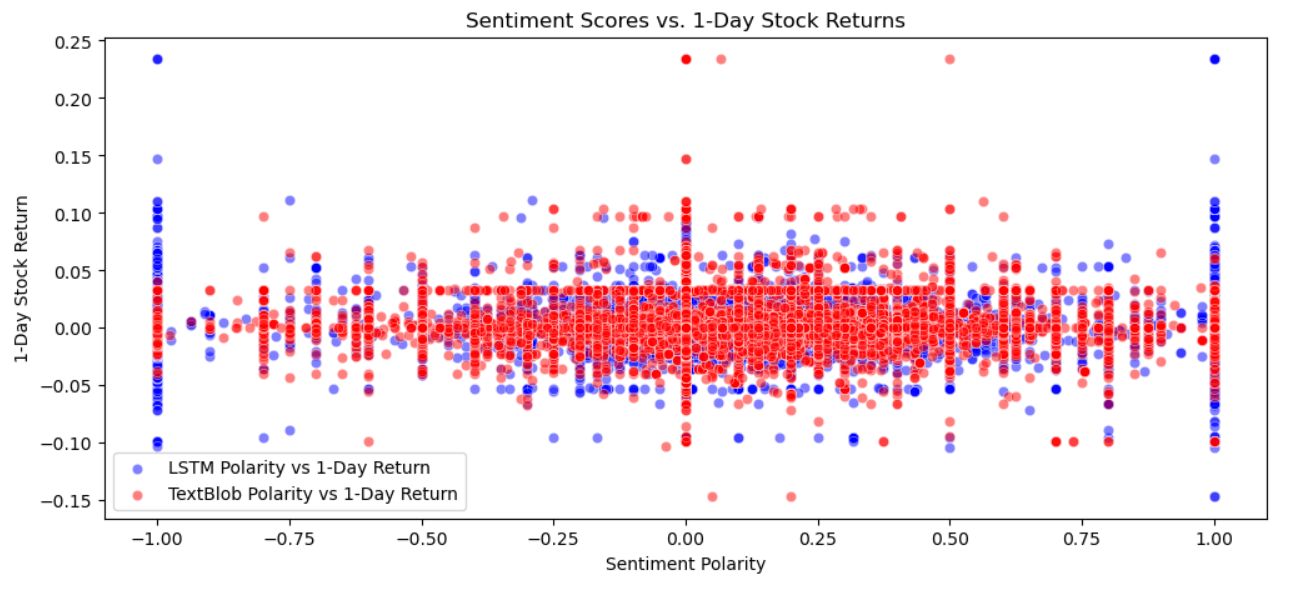 Sentiment Scores vs. 1-Day Stock Returns
1-Day Stock Return
0.25
0.20
0.15
0.10
0.05
0.00
−0.05
−0.10
−0.15
LSTM Polarity vs 1-Day Return
TextBlob Polarity vs 1-Day Return
−1.00 −0.75 −0.50 −0.25 0.00 0.25 0.50 0.75 1.00
Sentiment Polarity